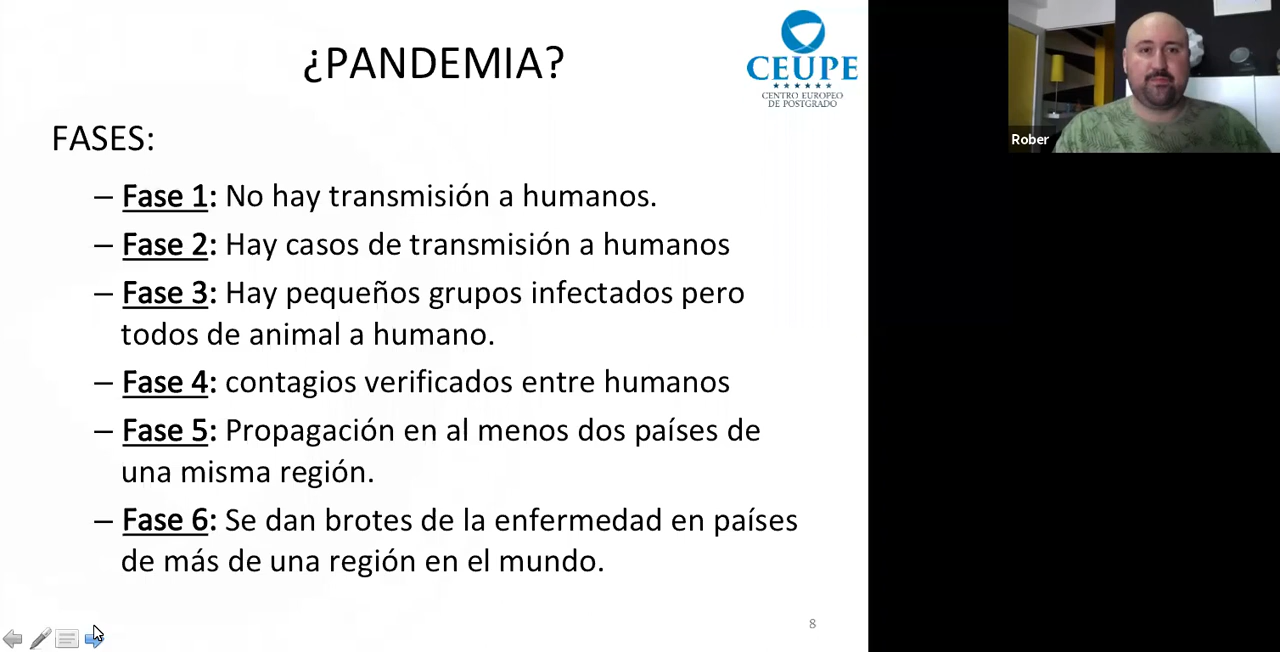 ¿PANDEMIA?
CEUPE
CENTRO EUROPEO
DE POSTGRADO
FASES:
– Fase 1: No hay transmisión a humanos.
– Fase 2: Hay casos de transmisión a humanos
– Fase 3: Hay pequeños grupos infectados pero
todos de animal a humano.
– Fase 4: contagios verificados entre humanos
– Fase 5: Propagación en al menos dos países de
una misma región.
– Fase 6: Se dan brotes de la enfermedad en países
de más de una región en el mundo.
8
Rober